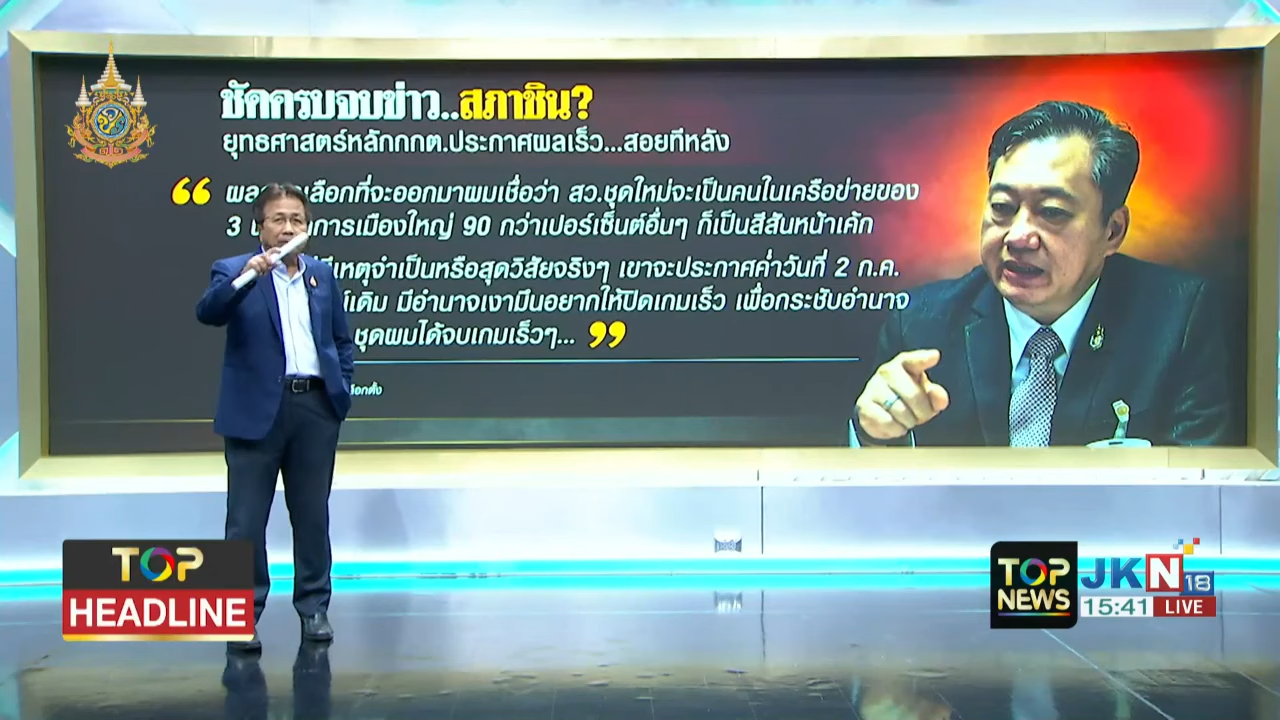 ชัดครบจบข่าว..สภาชิน?
ยุทธศาสตร์หลักกกต.ประกาศผลเร็ว...สอยทีหลัง
“ ผล เลือกที่จะออกมาผมเชื่อว่า สว.ชุดใหม่จะเป็นคนในเครือข่ายของ
3 การเมืองใหญ่ 90 กว่าเปอร์เซ็นต์อื่นๆ ก็เป็นสีสันหน้าเค้ก
มีเหตุจำเป็นหรือสุดวิสัยจริงๆ เขาจะประกาศค่ำวันที่ 2 ก.ค.
เดิม มีอำนาจเงามืนอยากให้ปิดเกมเร็ว เพื่อกระชับอำนาจ
ชุดผมได้จบเกมเร็วๆ... ”
TOP
HEADLINE
TOP
NEWS
JKN
18
15:41 LIVE